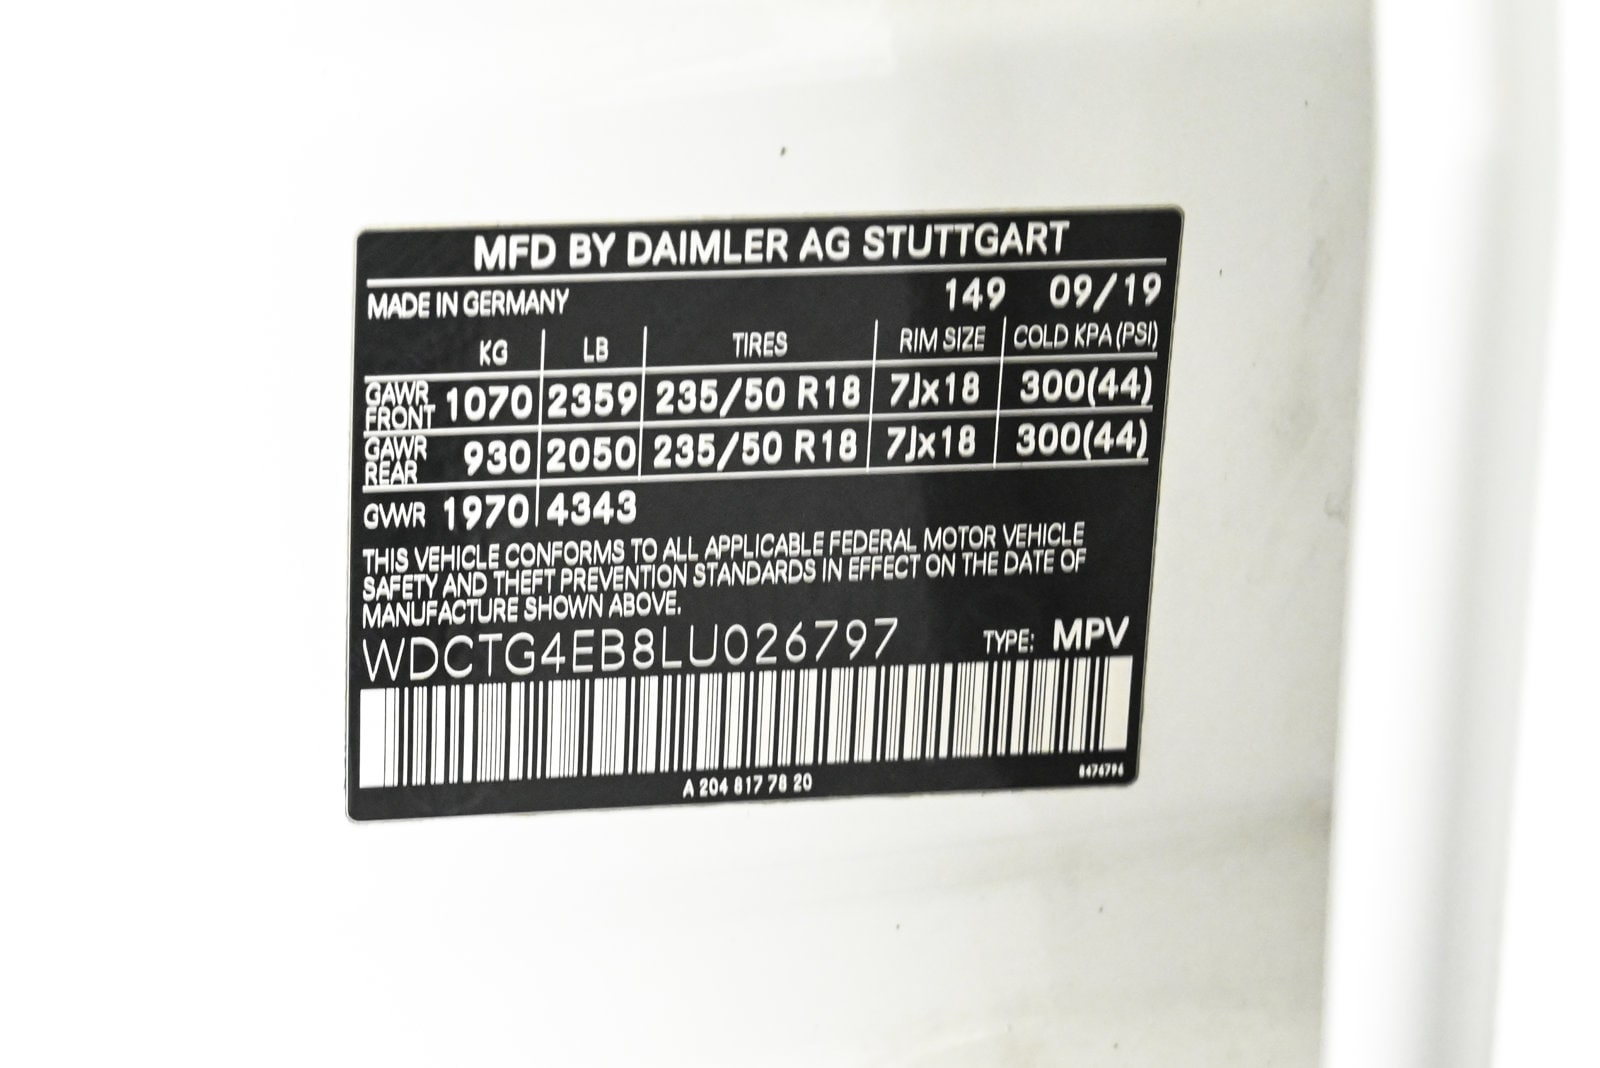 MFD BY DAIMLER AG STUTTGART
MADE IN GERMANY 149 09/19
KG LB TIRES RIM SIZE COLD KPA (PSI)
GAWR FRONT 1070 2359 235/50 R18 7Jx18 300(44)
GAWR REAR 930 2050 235/50 R18 7Jx18 300(44)
GVWR 1970 4343
THIS VEHICLE CONFORMS TO ALL APPLICABLE FEDERAL MOTOR VEHICLE
SAFETY AND THEFT PREVENTION STANDARDS IN EFFECT ON THE DATE OF
MANUFACTURE SHOWN ABOVE.
WDCTG4EB8LU026797 TYPE: MPV
A 204 817 78 20